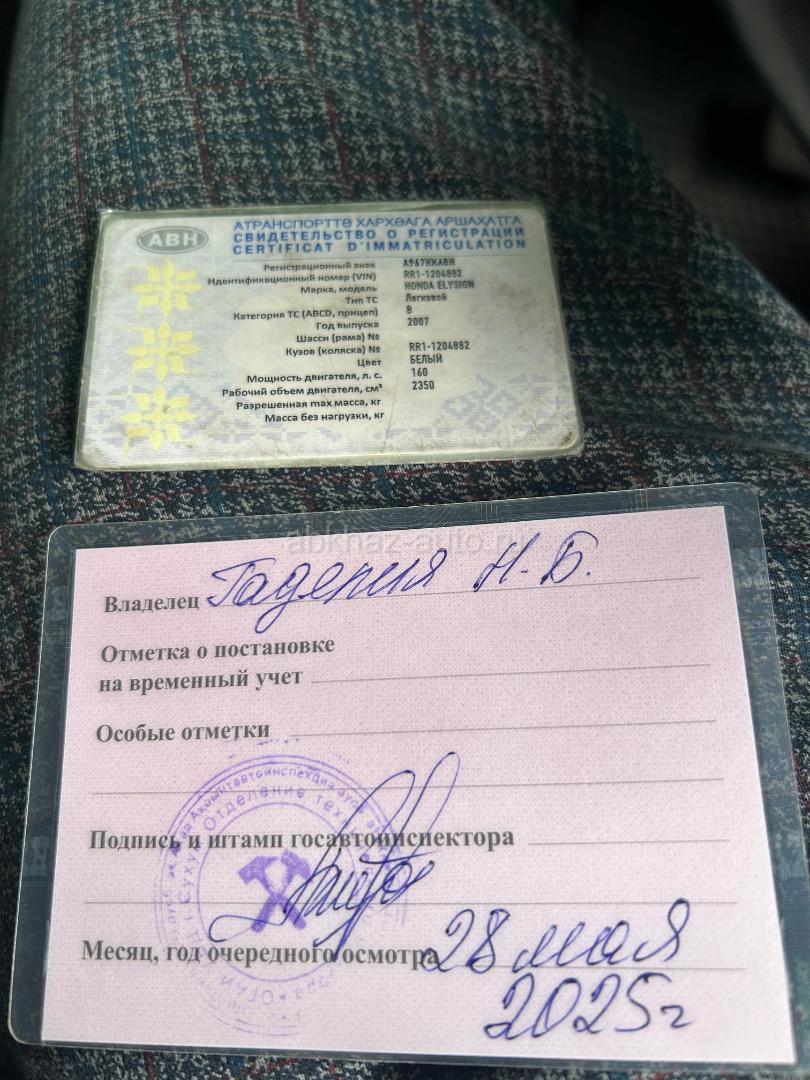 АВН
АТРАНСПОРТТӘ ХАРХӘАГА АРШАХАТГА
СВИДЕТЕЛЬСТВО О РЕГИСТРАЦИИ
CERTIFICAT D'IMMATRICULATION
Регистрационный знак A967KKABH
Идентификационный номер (VIN) RR1-1204882
Марка, модель HONDA ELYSION
Тип ТС Легковой
Категория ТС (ABCD, прицеп) B
Год выпуска 2007
Шасси (рама) №
Кузов (коляска) № RR1-1204882
Цвет БЕЛЫЙ
Мощность двигателя, л. с. 160
Рабочий объем двигателя, см³ 2350
Разрешенная max масса, кг
Масса без нагрузки, кг
abkhaz-auto.ru
Владелец Гаделия Н. Б.
Отметка о постановке
на временный учет
Особые отметки
Подпись и штамп госавтоинспектора
Месяц, год очередного осмотра 28 мая
2025г